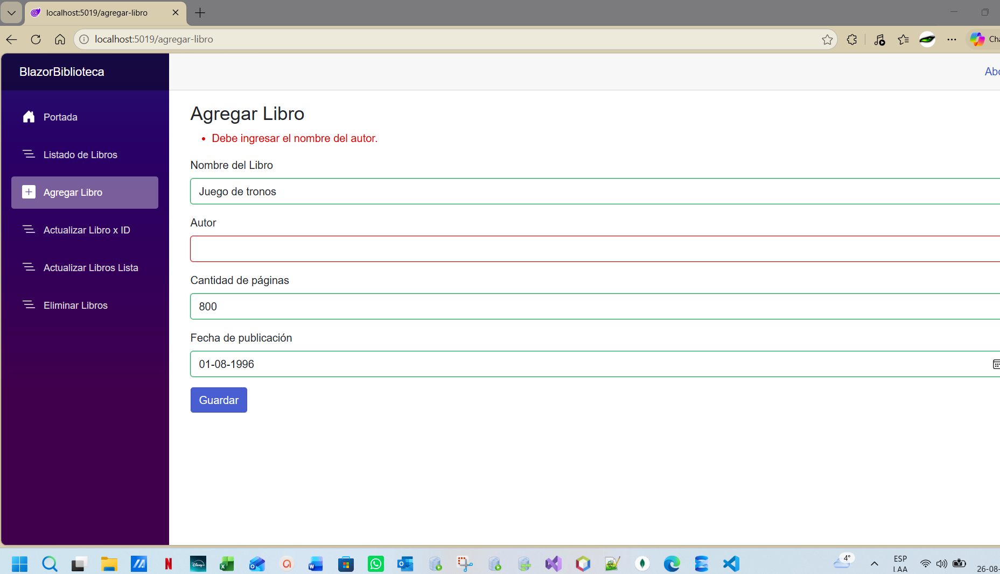 localhost:5019/agregar-libro
localhost:5019/agregar-libro
BlazorBiblioteca
Portada
Listado de Libros
Agregar Libro
Actualizar Libro x ID
Actualizar Libros Lista
Eliminar Libros
Agregar Libro
Debe ingresar el nombre del autor.
Nombre del Libro
Juego de tronos
Autor
Cantidad de páginas
800
Fecha de publicación
01-08-1996
Guardar
4°
ESP
LAA
26-08-